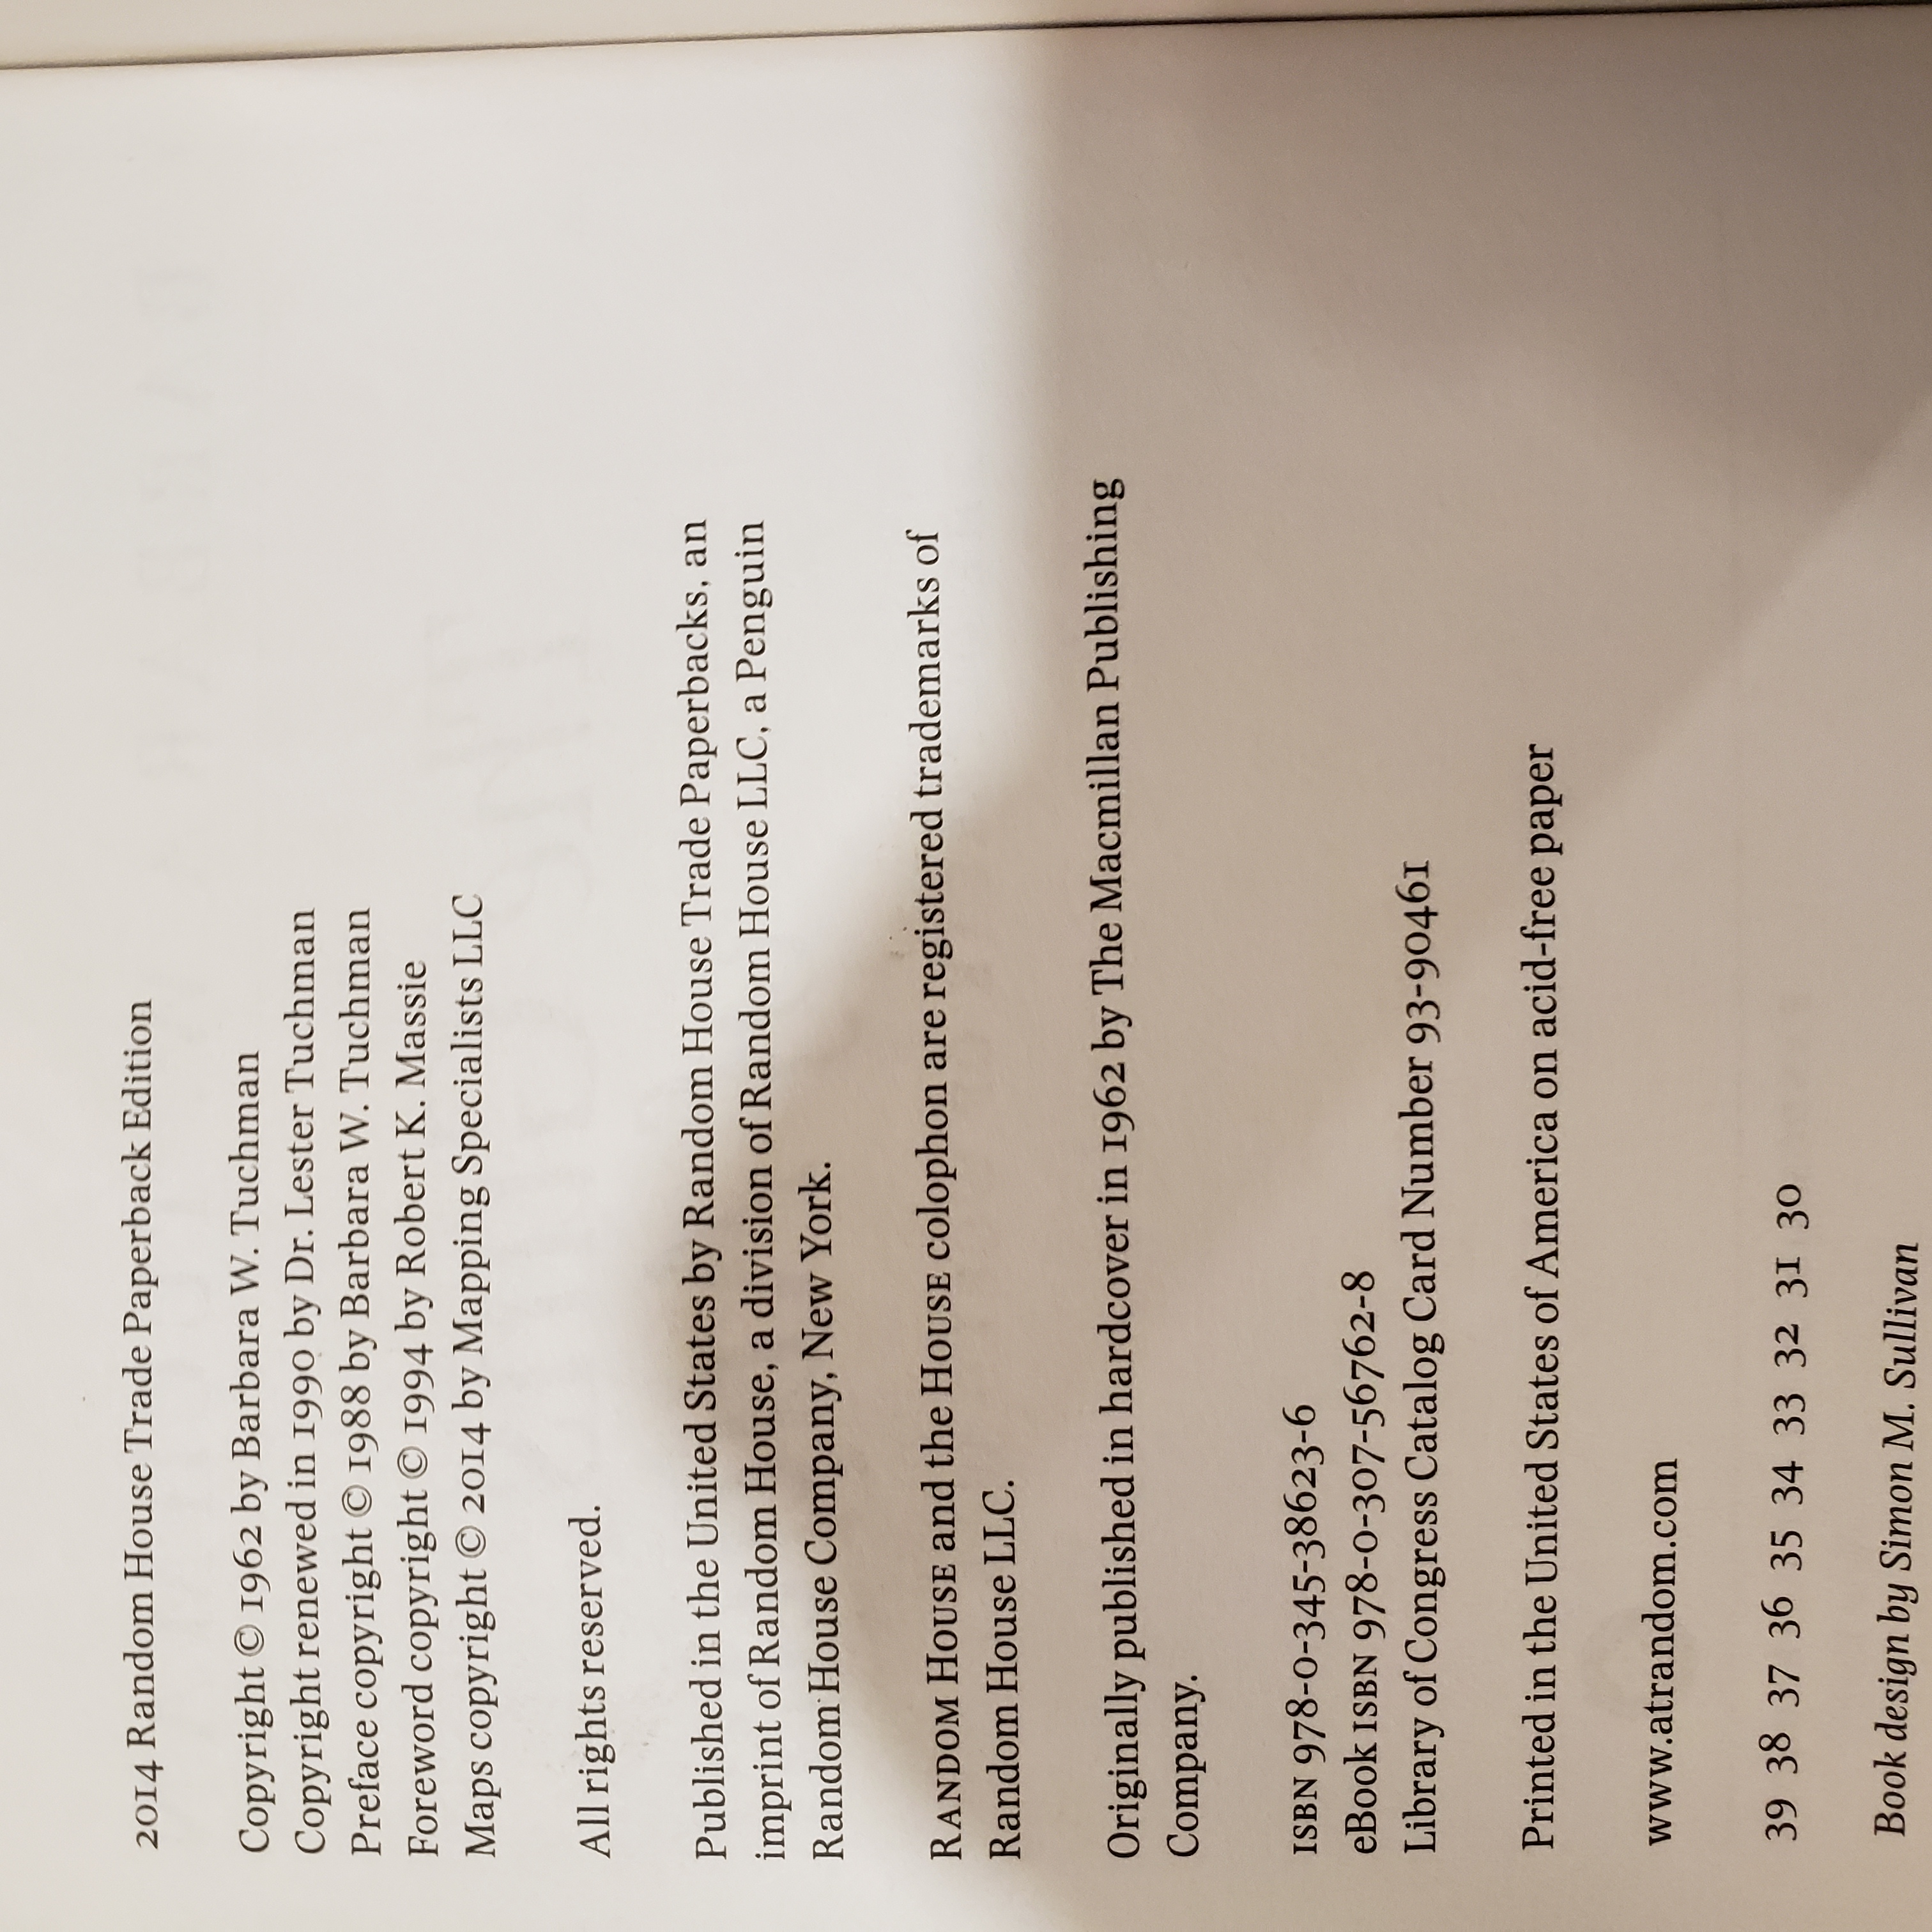 2014 Random House Trade Paperback Edition
Copyright © 1962 by Barbara W. Tuchman
Copyright renewed in 1990 by Dr. Lester Tuchman
Preface copyright © 1988 by Barbara W. Tuchman
Foreword copyright © 1994 by Robert K. Massie
Maps copyright © 2014 by Mapping Specialists LLC
All rights reserved.
Published in the United States by Random House Trade Paperbacks, an
imprint of Random House, a division of Random House LLC, a Penguin
Random House Company, New York.
RANDOM HOUSE and the HOUSE colophon are registered trademarks of
Random House LLC.
Originally published in hardcover in 1962 by The Macmillan Publishing
Company.
ISBN 978-0-345-38623-6
eBook ISBN 978-0-307-56762-8
Library of Congress Catalog Card Number 93-90461
Printed in the United States of America on acid-free paper
www.atrandom.com
39 38 37 36 35 34 33 32 31 30
Book design by Simon M. Sullivan